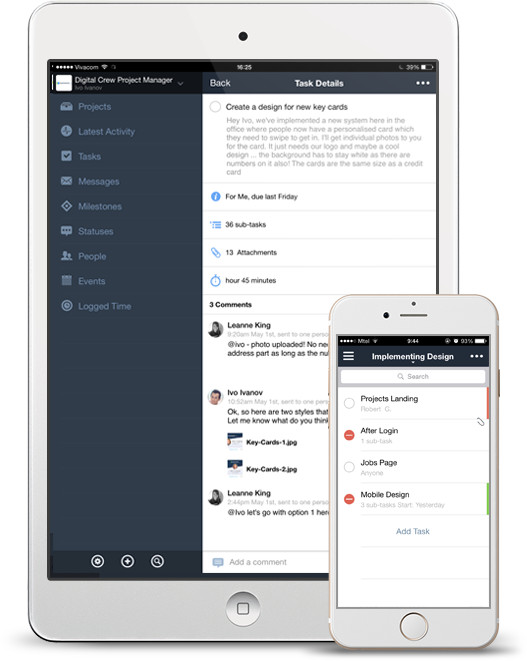 Vivacom
16:25
39%
Digital Crew Project Manager
Ivo Ivanov
Projects
Latest Activity
Tasks
Messages
Milestones
Statuses
People
Events
Logged Time
Back
Task Details
Create a design for new key cards
Hey Ivo, we've implemented a new system here in the
office where people now have a personalised card which
they need to swipe to get in. I'll get individual photos to you
for the card. It just needs our logo and maybe a cool
design ... the background has to stay white as there are
numbers on it also! The cards are the same size as a credit
card
For Me, due last Friday
36 sub-tasks
13 Attachments
hour 45 minutes
3 Comments
Leanne King
9:20am May 1st, sent to one perso
@Ivo - photo uploaded! No nee
address part as long as the nu
Ivo Ivanov
10:52am May 1st, sent to one perso
Ok, so here are two styles that
Let me know what do you think
Key-Cards-1.jpg
Key-Cards-2.jpg
Leanne King
2:44pm May 1st, sent to one perso
@Ivo let's go with option 1 here
Add a comment
Mtel
9:44
93%
Implementing Design
Search
Projects Landing
Robert G.
After Login
1 sub-task
Jobs Page
Anyone
Mobile Design
3 sub-tasks Start: Yesterday
Add Task